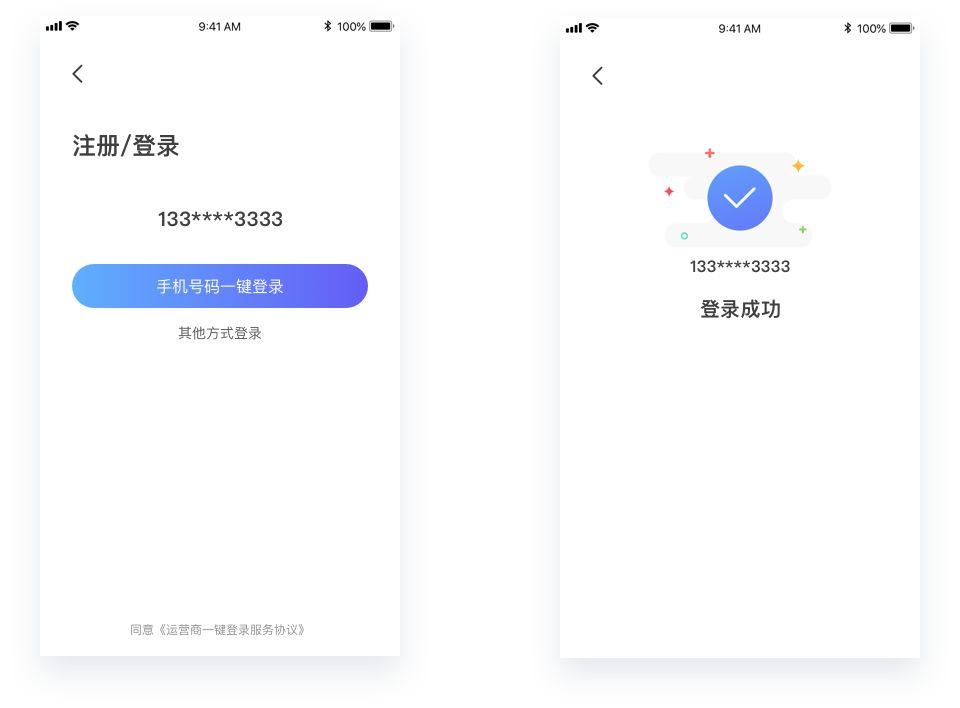 9:41 AM
100%
注册/登录
133****3333
手机号码一键登录
其他方式登录
同意《运营商一键登录服务协议》
9:41 AM
100%
133****3333
登录成功